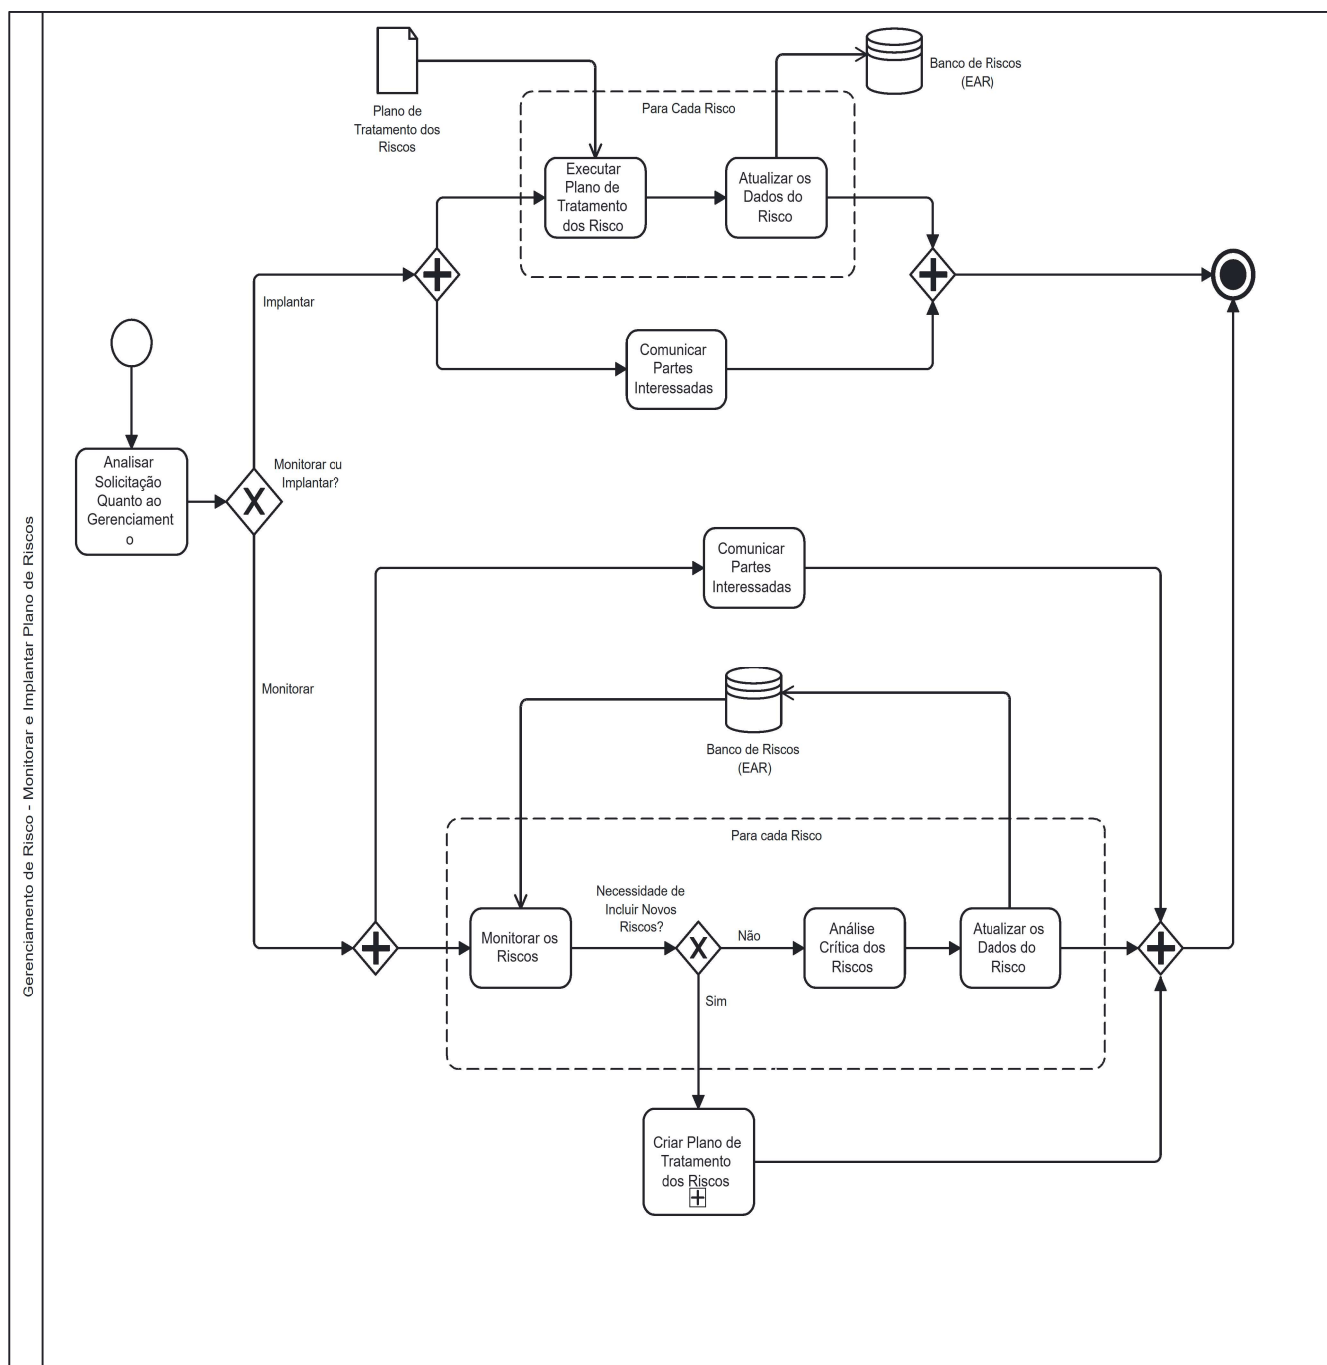 Gerenciamento de Risco - Monitorar e Implantar Plano de Riscos
Plano de
Tratamento dos
Riscos
Para Cada Risco
Banco de Riscos
(EAR)
Executar
Plano de
Tratamento
dos Risco
Atualizar os
Dados do
Risco
Implantar
Comunicar
Partes
Interessadas
Analisar
Solicitação
Quanto ao
Gerenciament
o
Monitorar cu
Implantar?
Comunicar
Partes
Interessadas
Monitorar
Banco de Riscos
(EAR)
Para cada Risco
Necessidade de
Incluir Novos
Riscos?
Monitorar os
Riscos
Não
Análise
Crítica dos
Riscos
Atualizar os
Dados do
Risco
Sim
Criar Plano de
Tratamento
dos Riscos